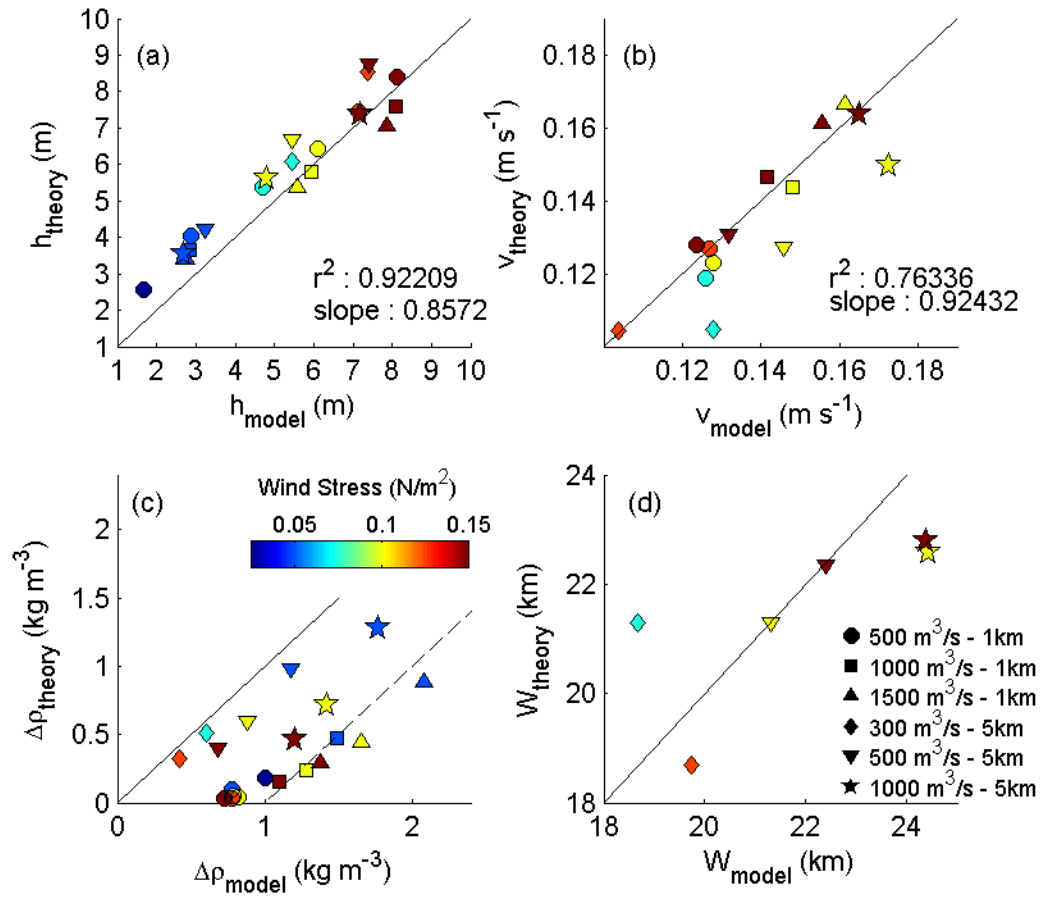 (a)
10
9
8
7
6
5
4
3
2
1
h_theory (m)
r² : 0.92209
slope : 0.8572
1 2 3 4 5 6 7 8 9 10
h_model (m)
(b)
0.18
0.16
0.14
0.12
v_theory (m s⁻¹)
r² : 0.76336
slope : 0.92432
0.12 0.14 0.16 0.18
v_model (m s⁻¹)
(c)
Wind Stress (N/m²)
0.05 0.1 0.15
2
1.5
1
0.5
0
Δρ_theory (kg m⁻³)
0 1 2
Δρ_model (kg m⁻³)
(d)
24
22
20
18
W_theory (km)
500 m³/s - 1km
1000 m³/s - 1km
1500 m³/s - 1km
300 m³/s - 5km
500 m³/s - 5km
1000 m³/s - 5km
18 20 22 24
W_model (km)